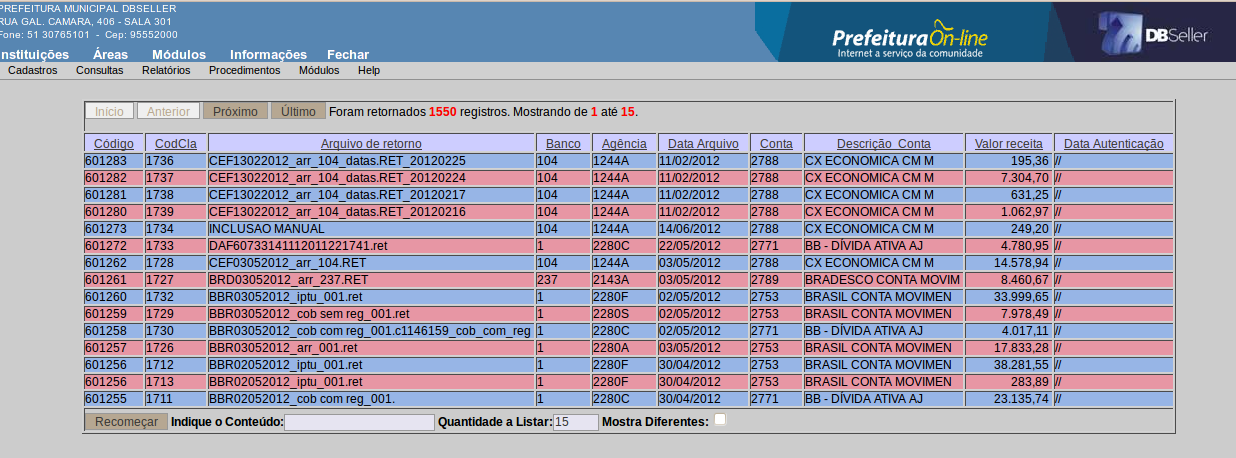 PREFEITURA MUNICIPAL DBSELLER
RUA GAL. CAMARA, 406 - SALA 301
Fone: 51 30765101 - Cep: 95552000
Prefeitura On-line
Internet a serviço da comunidade
DBSeller
nstituições Áreas Módulos Informações Fechar
Cadastros Consultas Relatórios Procedimentos Módulos Help
Início Anterior Próximo Último Foram retornados 1550 registros. Mostrando de 1 até 15.
Código CodCla Arquivo de retorno Banco Agência Data Arquivo Conta Descrição Conta Valor receita Data Autenticação
601283 1736 CEF13022012_arr_104_datas.RET_20120225 104 1244A 11/02/2012 2788 CX ECONOMICA CM M 195,36 //
601282 1737 CEF13022012_arr_104_datas.RET_20120224 104 1244A 11/02/2012 2788 CX ECONOMICA CM M 7.304,70 //
601281 1738 CEF13022012_arr_104_datas.RET_20120217 104 1244A 11/02/2012 2788 CX ECONOMICA CM M 631,25 //
601280 1739 CEF13022012_arr_104_datas.RET_20120216 104 1244A 11/02/2012 2788 CX ECONOMICA CM M 1.062,97 //
601273 1734 INCLUSAO MANUAL 104 1244A 14/06/2012 2788 CX ECONOMICA CM M 249,20 //
601272 1733 DAF60733141112011221741.ret 1 2280C 22/05/2012 2771 BB - DÍVIDA ATIVA AJ 4.780,95 //
601262 1728 CEF03052012_arr_104.RET 104 1244A 03/05/2012 2788 CX ECONOMICA CM M 14.578,94 //
601261 1727 BRD03052012_arr_237.RET 237 2143A 03/05/2012 2789 BRADESCO CONTA MOVIM 8.460,67 //
601260 1732 BBR03052012_iptu_001.ret 1 2280F 02/05/2012 2753 BRASIL CONTA MOVIMEN 33.999,65 //
601259 1729 BBR03052012_cob sem reg_001.ret 1 2280S 02/05/2012 2753 BRASIL CONTA MOVIMEN 7.978,49 //
601258 1730 BBR03052012_cob com reg_001.c1146159_cob_com_reg 1 2280C 02/05/2012 2771 BB - DÍVIDA ATIVA AJ 4.017,11 //
601257 1726 BBR03052012_arr_001.ret 1 2280A 03/05/2012 2753 BRASIL CONTA MOVIMEN 17.833,28 //
601256 1712 BBR02052012_iptu_001.ret 1 2280F 30/04/2012 2753 BRASIL CONTA MOVIMEN 38.281,55 //
601256 1713 BBR02052012_iptu_001.ret 1 2280F 30/04/2012 2753 BRASIL CONTA MOVIMEN 283,89 //
601255 1711 BBR02052012_cob com reg_001. 1 2280C 30/04/2012 2771 BB - DÍVIDA ATIVA AJ 23.135,74 //
Recomeçar Indique o Conteúdo: Quantidade a Listar: 15 Mostra Diferentes: